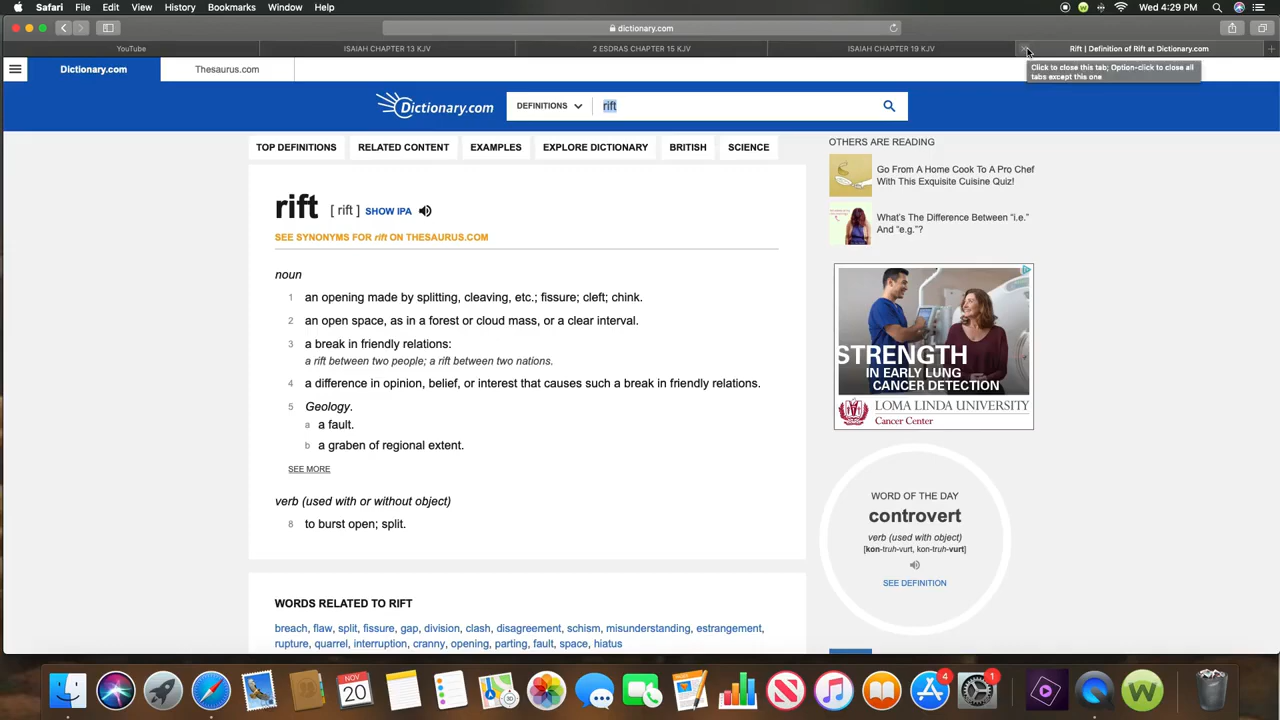 Safari File Edit View History Bookmarks Window Help Wed 4:29 PM
dictionary.com
YouTube ISAIAH CHAPTER 13 KJV 2 ESDRAS CHAPTER 15 KJV ISAIAH CHAPTER 19 KJV Rift | Definition of Rift at Dictionary.com
Click to close this tab; Option-click to close all
tabs except this one
Dictionary.com Thesaurus.com
Dictionary.com DEFINITIONS rift
TOP DEFINITIONS RELATED CONTENT EXAMPLES EXPLORE DICTIONARY BRITISH SCIENCE
rift [ rift ] SHOW IPA
SEE SYNONYMS FOR rift ON THESAURUS.COM
noun
1 an opening made by splitting, cleaving, etc.; fissure; cleft; chink.
2 an open space, as in a forest or cloud mass, or a clear interval.
3 a break in friendly relations:
a rift between two people; a rift between two nations.
4 a difference in opinion, belief, or interest that causes such a break in friendly relations.
5 Geology.
a a fault.
b a graben of regional extent.
SEE MORE
verb (used with or without object)
8 to burst open; split.
WORDS RELATED TO RIFT
breach, flaw, split, fissure, gap, division, clash, disagreement, schism, misunderstanding, estrangement,
rupture, quarrel, interruption, cranny, opening, parting, fault, space, hiatus
OTHERS ARE READING
Go From A Home Cook To A Pro Chef
With This Exquisite Cuisine Quiz!
What's The Difference Between “i.e.”
And “e.g.”?
STRENGTH
IN EARLY LUNG
CANCER DETECTION
LOMA LINDA UNIVERSITY
Cancer Center
WORD OF THE DAY
controvert
verb (used with object)
[kon-truh-vurt, kon-truh-vurt]
SEE DEFINITION
NOV
20
4
1
W